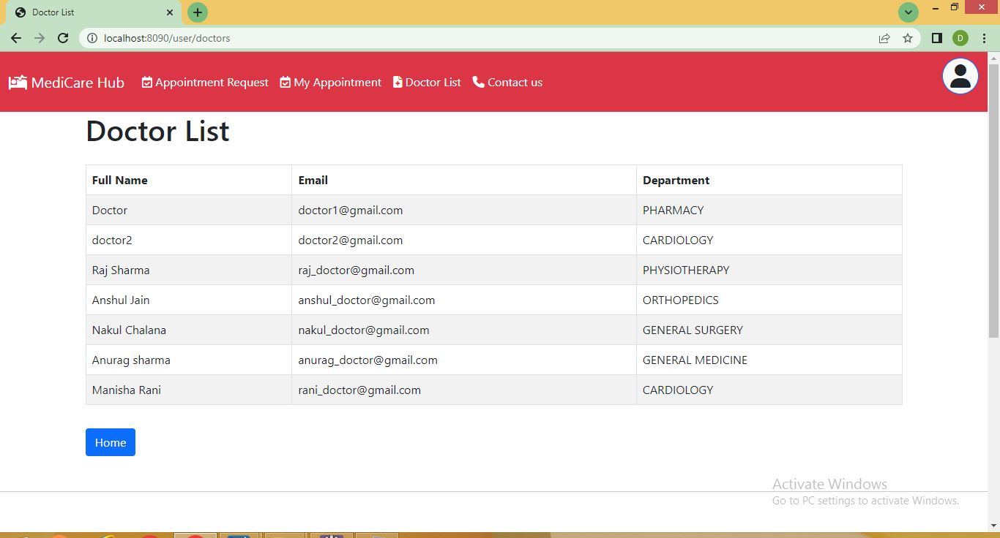 Doctor List
localhost:8090/user/doctors
D
MediCare Hub Appointment Request My Appointment Doctor List Contact us
Doctor List
Full Name Email Department
Doctor doctor1@gmail.com PHARMACY
doctor2 doctor2@gmail.com CARDIOLOGY
Raj Sharma raj_doctor@gmail.com PHYSIOTHERAPY
Anshul Jain anshul_doctor@gmail.com ORTHOPEDICS
Nakul Chalana nakul_doctor@gmail.com GENERAL SURGERY
Anurag sharma anurag_doctor@gmail.com GENERAL MEDICINE
Manisha Rani rani_doctor@gmail.com CARDIOLOGY
Home
Activate Windows
Go to PC settings to activate Windows.